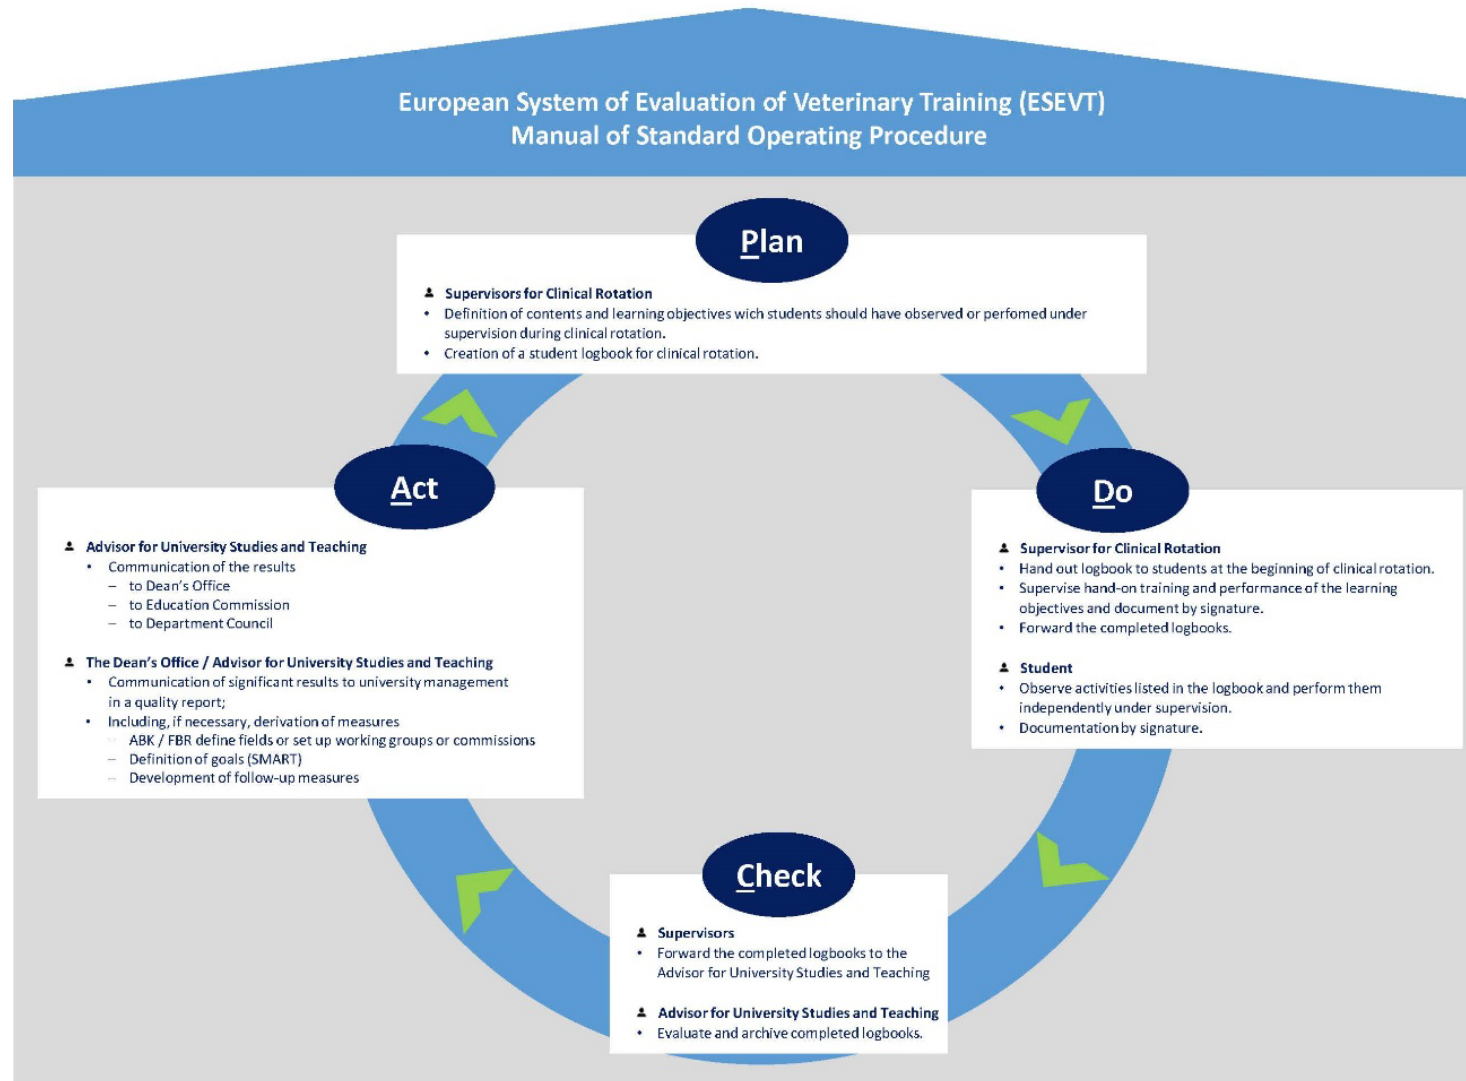 European System of Evaluation of Veterinary Training (ESEVT)
Manual of Standard Operating Procedure
Plan
Supervisors for Clinical Rotation
• Definition of contents and learning objectives wich students should have observed or perfomed under
supervision during clinical rotation.
• Creation of a student logbook for clinical rotation.
Do
Supervisor for Clinical Rotation
• Hand out logbook to students at the beginning of clinical rotation.
• Supervise hand-on training and performance of the learning
objectives and document by signature.
• Forward the completed logbooks.
Student
• Observe activities listed in the logbook and perform them
independently under supervision.
• Documentation by signature.
Check
Supervisors
• Forward the completed logbooks to the
Advisor for University Studies and Teaching
Advisor for University Studies and Teaching
• Evaluate and archive completed logbooks.
Act
Advisor for University Studies and Teaching
• Communication of the results
– to Dean's Office
– to Education Commission
– to Department Council
The Dean's Office / Advisor for University Studies and Teaching
• Communication of significant results to university management
in a quality report;
• Including, if necessary, derivation of measures
– ABK / FBR define fields or set up working groups or commissions
– Definition of goals (SMART)
– Development of follow-up measures